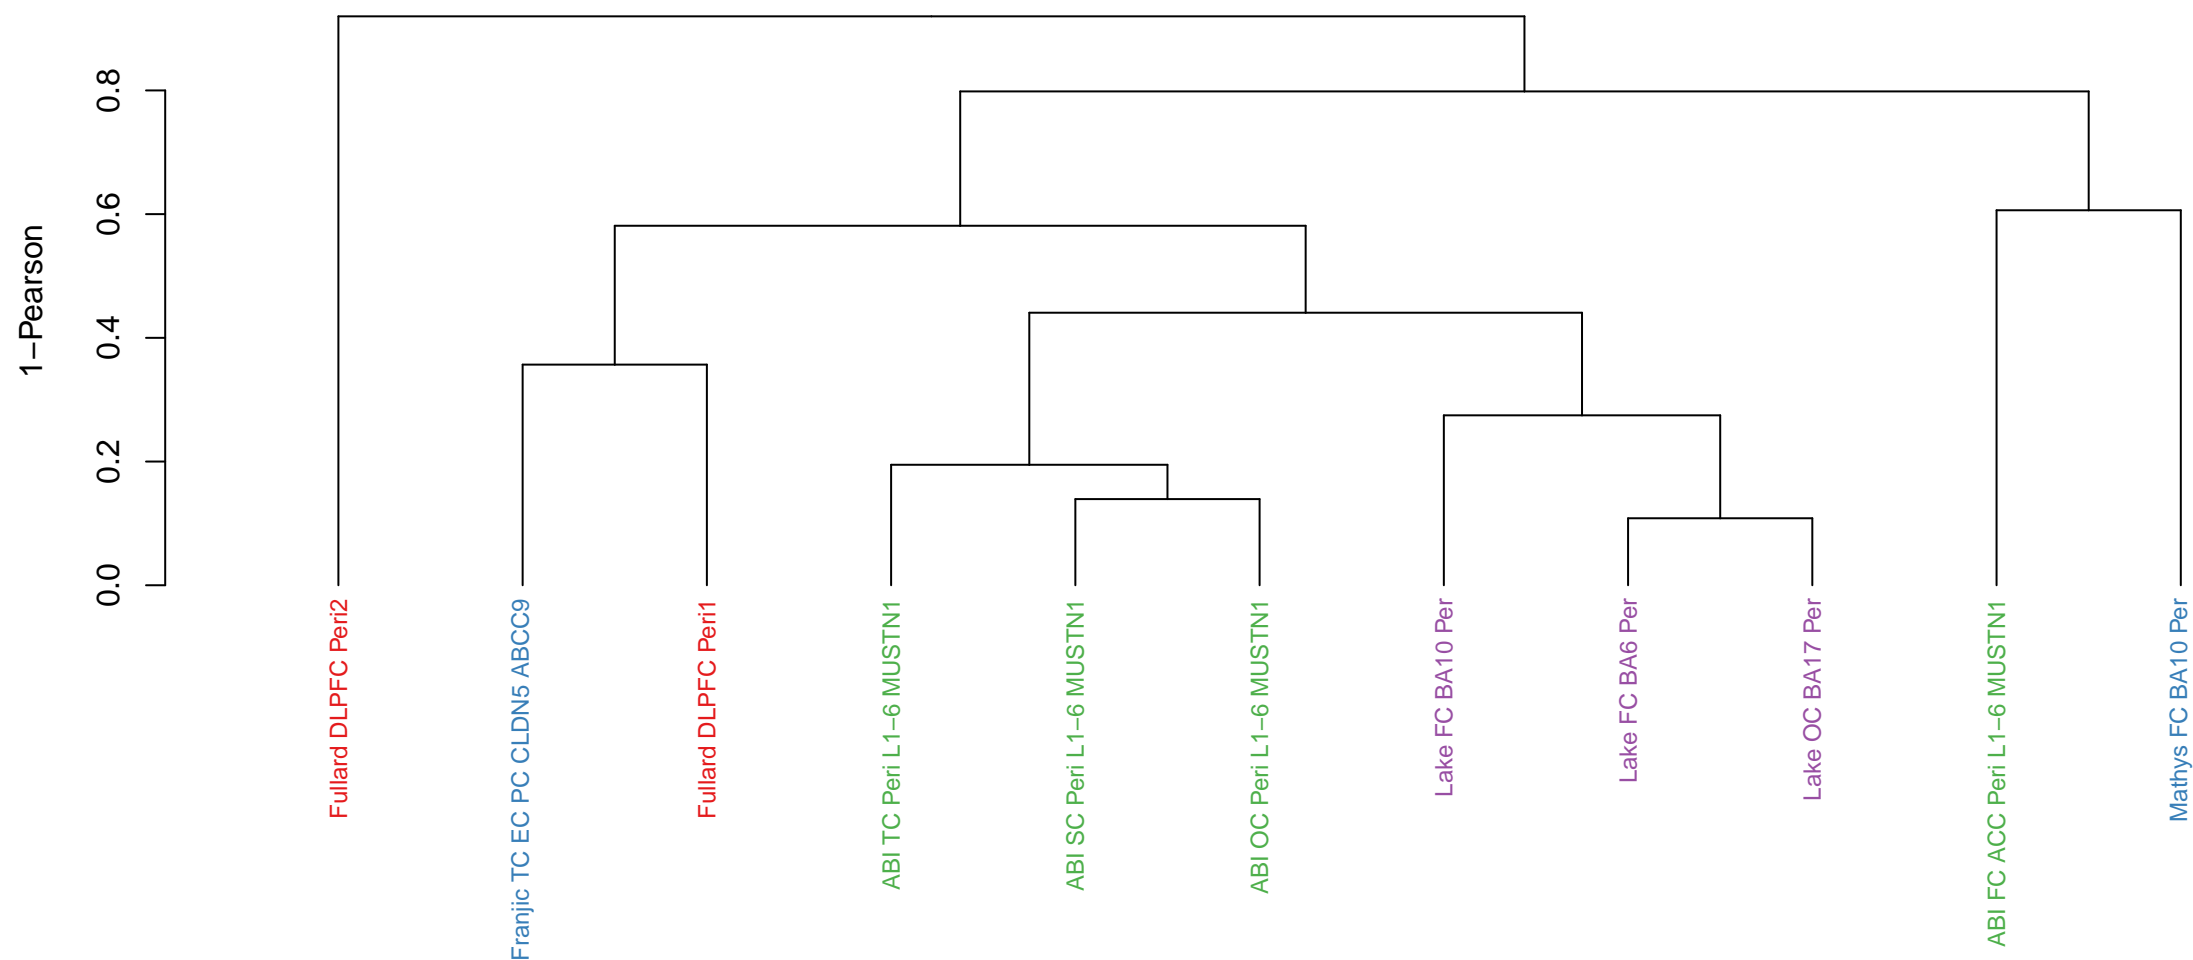 1−Pearson
0.8
0.6
0.4
0.2
0.0
Fullard DLPFC Peri2
Franjic TC EC PC CLDN5 ABCC9
Fullard DLPFC Peri1
ABI TC Peri L1−6 MUSTN1
ABI SC Peri L1−6 MUSTN1
ABI OC Peri L1−6 MUSTN1
Lake FC BA10 Per
Lake FC BA6 Per
Lake OC BA17 Per
ABI FC ACC Peri L1−6 MUSTN1
Mathys FC BA10 Per